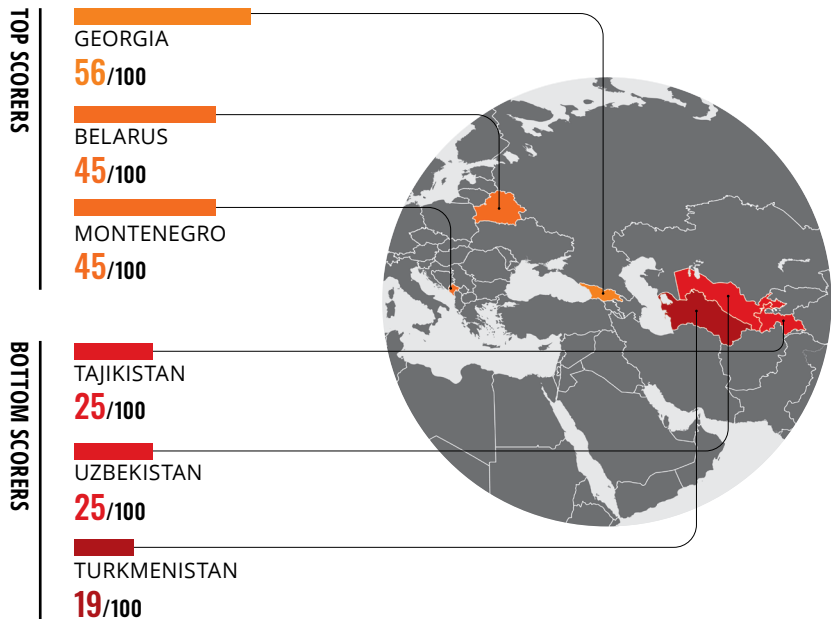 TOP SCORERS
GEORGIA
56/100
BELARUS
45/100
MONTENEGRO
45/100
BOTTOM SCORERS
TAJIKISTAN
25/100
UZBEKISTAN
25/100
TURKMENISTAN
19/100